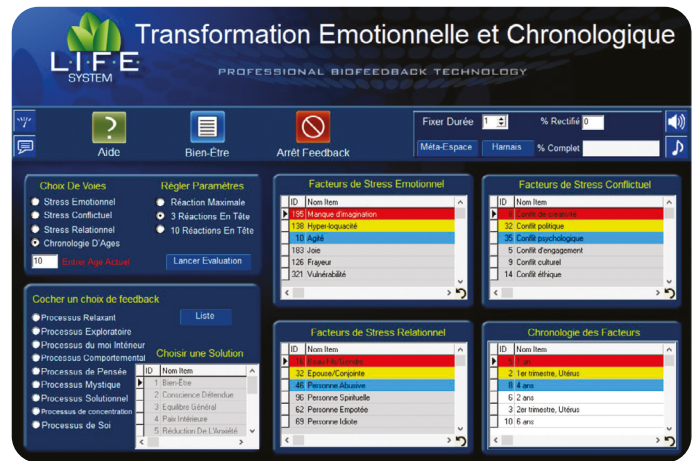 Transformation Emotionnelle et Chronologique
L·I·F·E·
SYSTEM
PROFESSIONAL BIOFEEDBACK TECHNOLOGY
Aide
Bien-Être
Arrêt Feedback
Fixer Durée 1 % Rectifié 0
Méta-Espace Harnais % Complet
Choix De Voies
Stress Emotionnel
Stress Conflictuel
Stress Relationnel
Chronologie D'Ages
10 Entrer Age Actuel
Régler Paramètres
Réaction Maximale
3 Réactions En Tête
10 Réactions En Tête
Lancer Evaluation
Facteurs de Stress Emotionnel
ID Nom Item
195 Manque d'imagination
138 Hyper-loquacité
10 Agité
183 Joie
126 Frayeur
321 Vulnérabilité
Facteurs de Stress Conflictuel
ID Nom Item
Conflit de créativité
32 Conflit politique
35 Conflit psychologique
5 Conflit d'engagement
9 Conflit culturel
14 Conflit éthique
Cocher un choix de feedback
Processus Relaxant
Processus Exploratoire
Processus du moi Intérieur
Processus Comportemental
Processus de Pensée
Processus Mystique
Processus Solutionnel
Processus de concentration
Processus de Soi
Liste
Choisir une Solution
ID Nom Item
1 Bien-Être
2 Conscience Détendue
3 Equilibre Général
4 Paix Intérieure
5 Réduction De L'Anxiété
Facteurs de Stress Relationnel
ID Nom Item
16 Beau Fils/Gendre
32 Epouse/Conjointe
46 Personne Abusive
96 Personne Spirituelle
62 Personne Empotée
69 Personne Idiote
Chronologie des Facteurs
ID Nom Item
5 1 an
2 1er trimestre, Utérus
8 4 ans
6 2 ans
3 2er trimestre, Utérus
10 6 ans